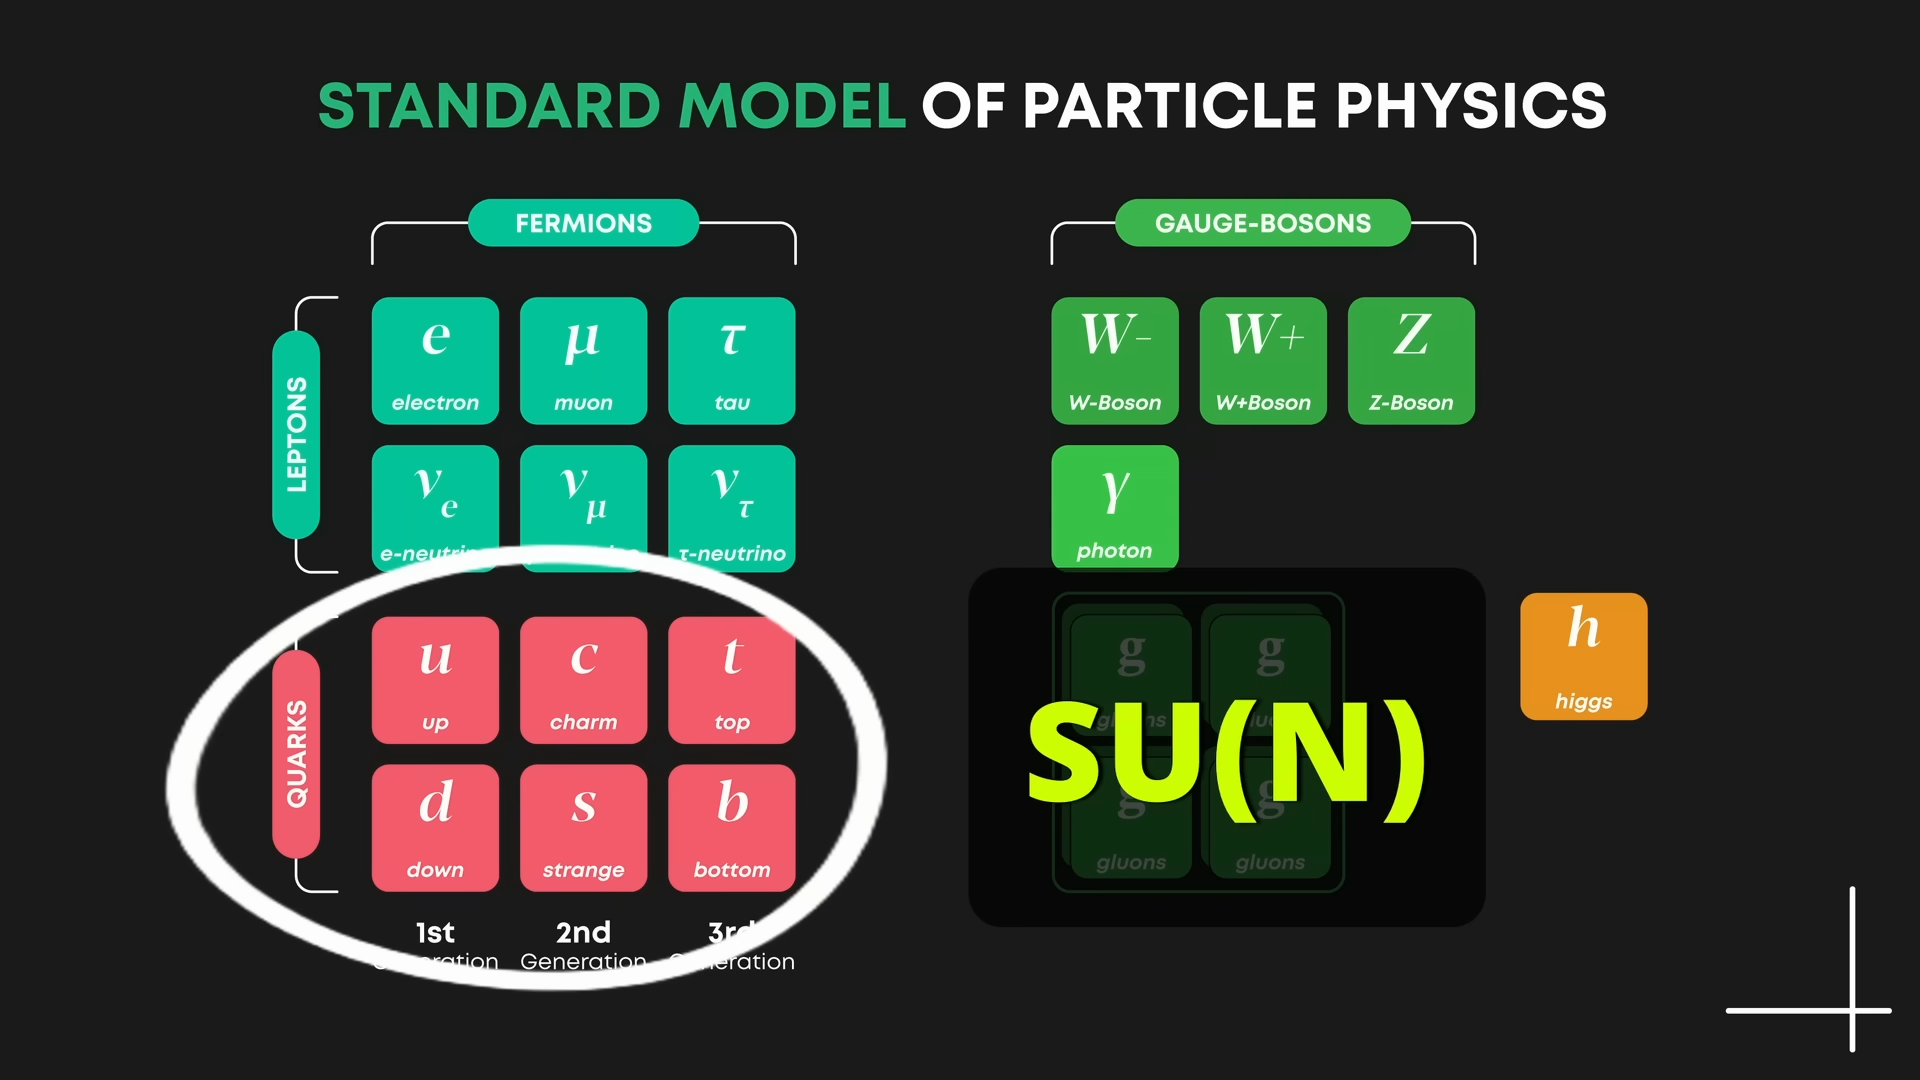 STANDARD MODEL OF PARTICLE PHYSICS
FERMIONS
GAUGE-BOSONS
LEPTONS
e
electron
μ
muon
τ
tau
W-
W-Boson
W+
W+Boson
Z
Z-Boson
νe
νμ
ντ
τ-neutrino
γ
photon
QUARKS
u
up
c
charm
t
top
d
down
s
strange
b
bottom
g
g
g
gluons
g
gluons
SU(N)
h
higgs
1st
2nd
Generation